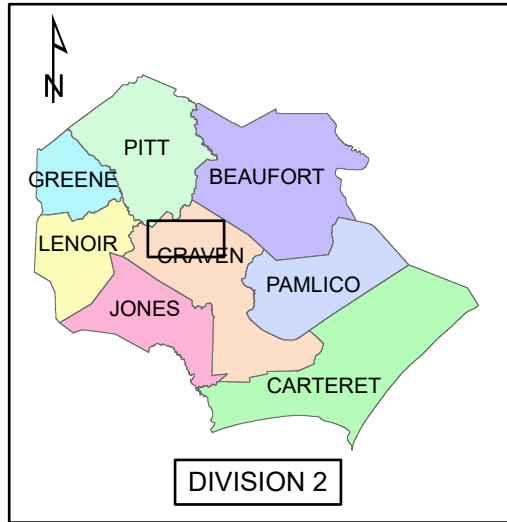 N
PITT
BEAUFORT
GREENE
LENOIR
CRAVEN
PAMLICO
JONES
CARTERET
DIVISION 2